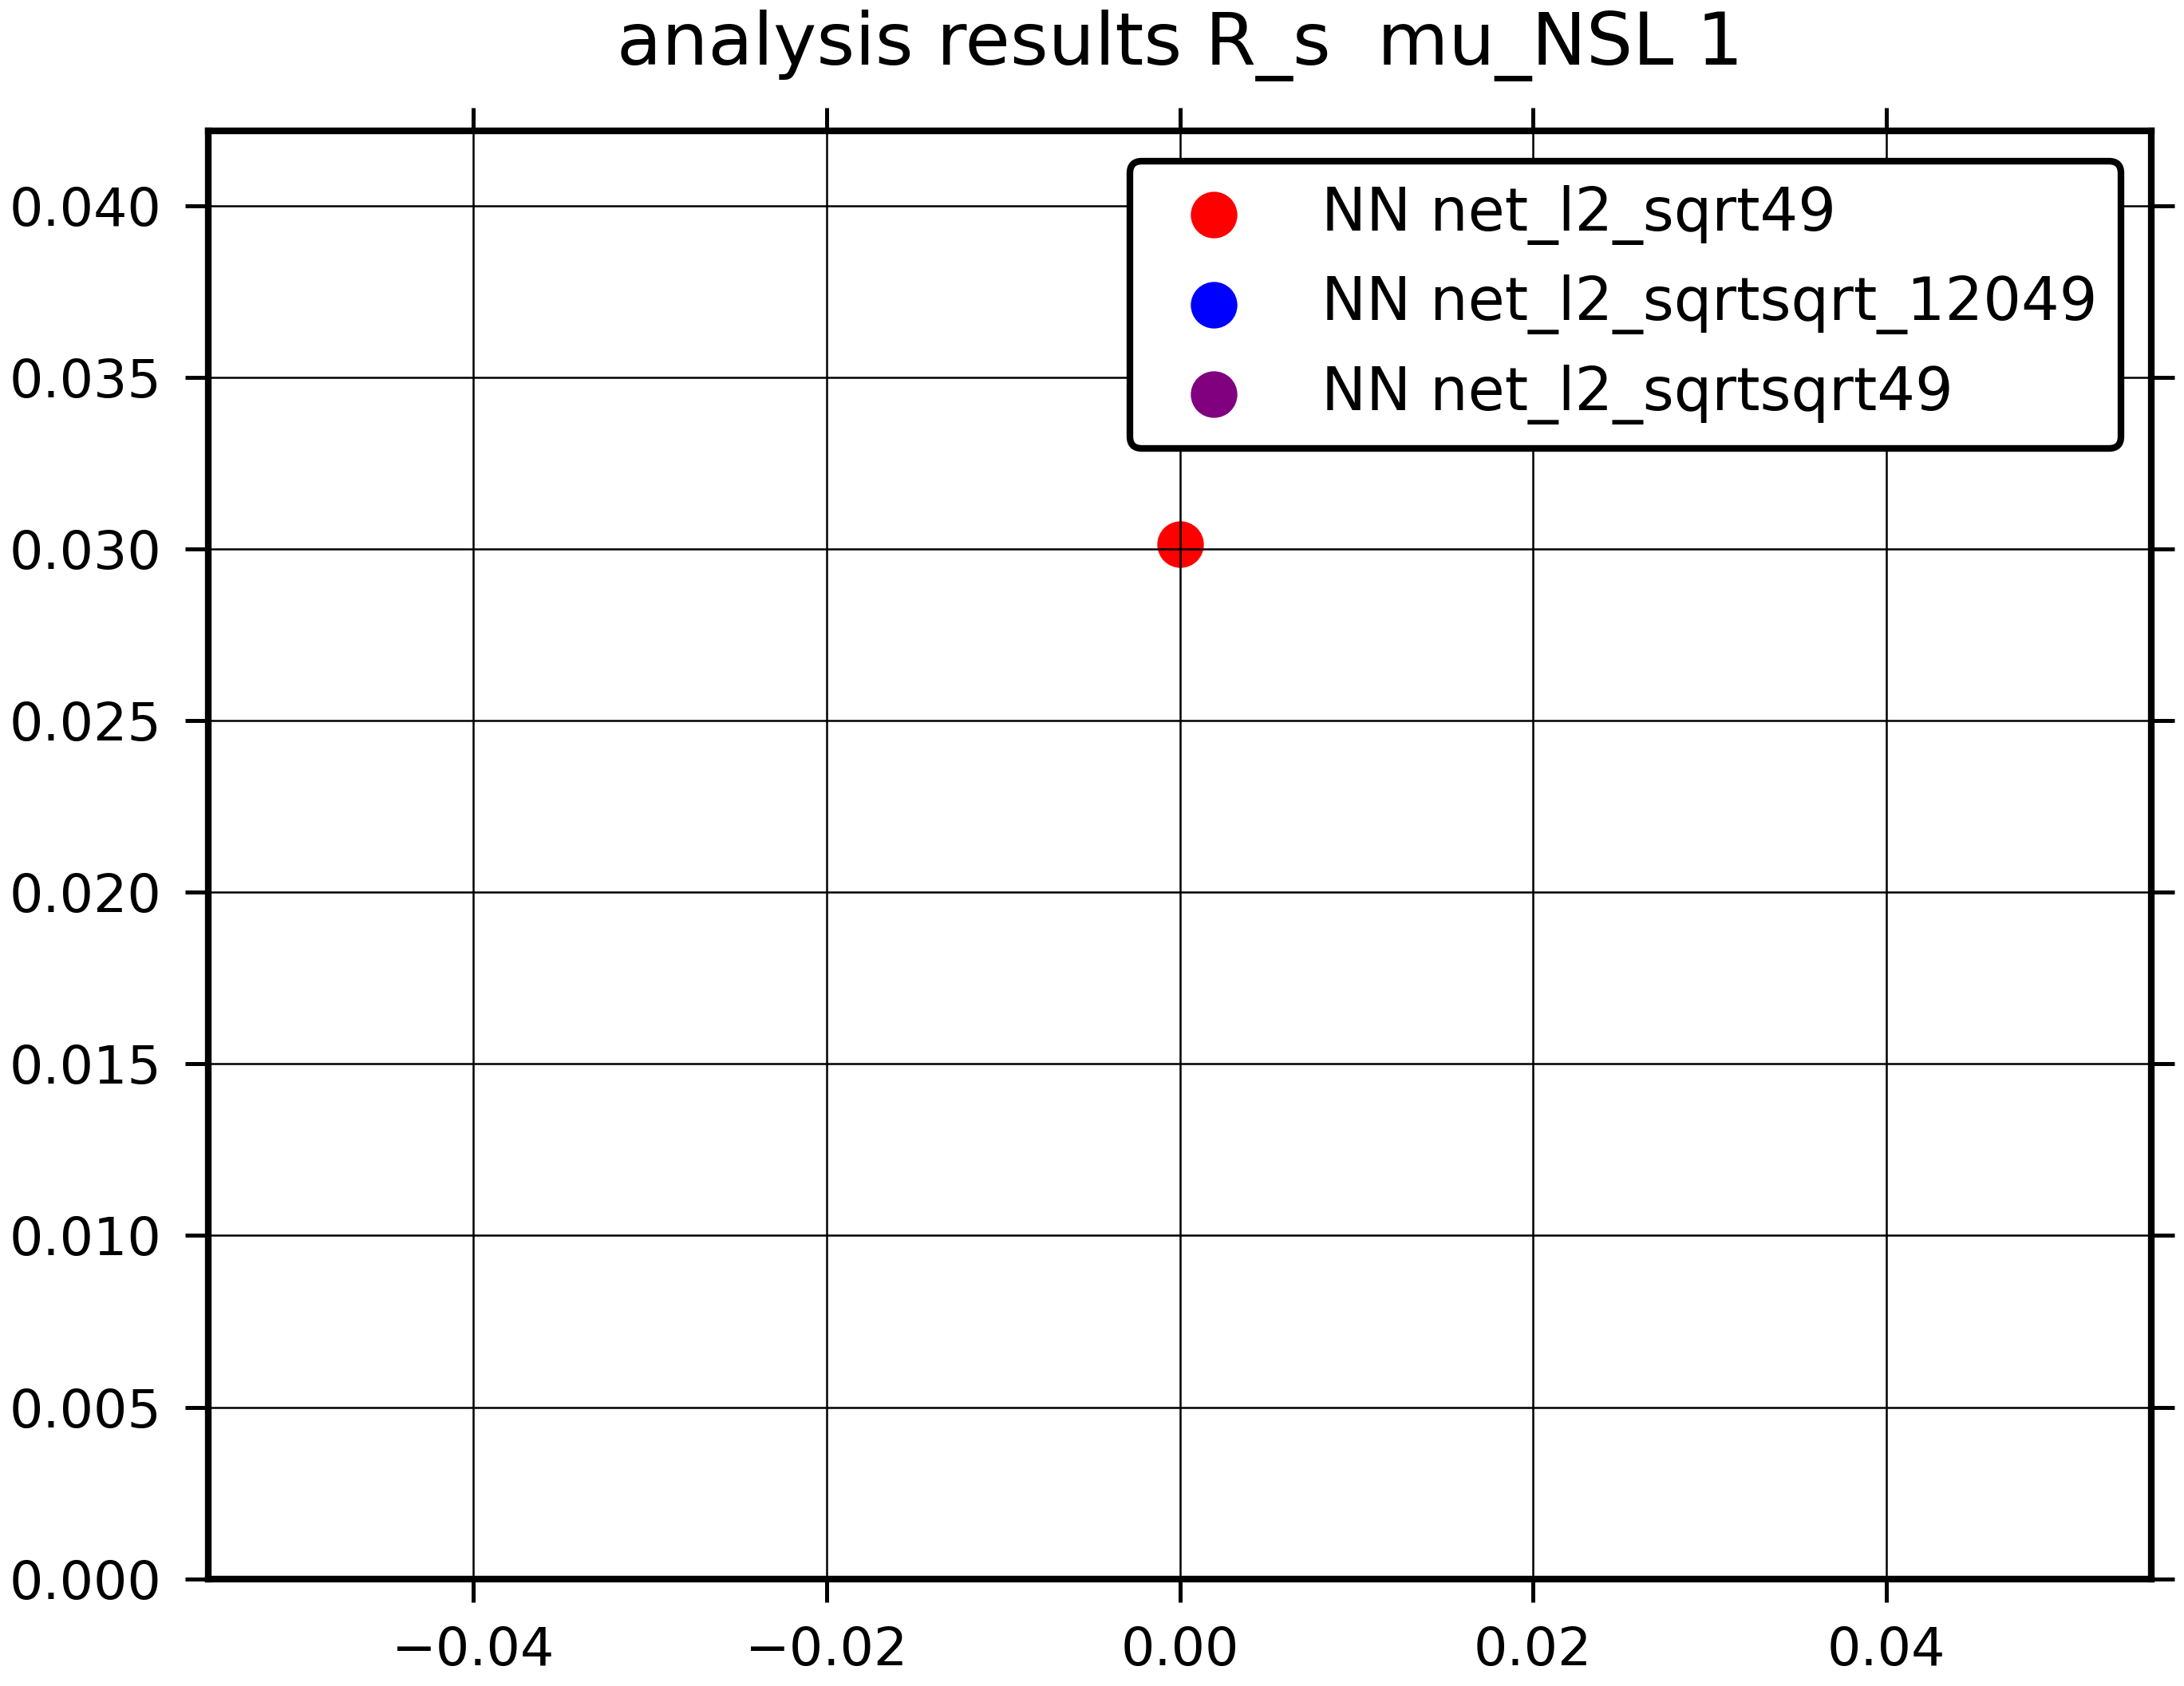 analysis results R_s  mu_NSL 1
NN net_l2_sqrt49
NN net_l2_sqrtsqrt_12049
NN net_l2_sqrtsqrt49
0.040
0.035
0.030
0.025
0.020
0.015
0.010
0.005
0.000
−0.04 −0.02 0.00 0.02 0.04